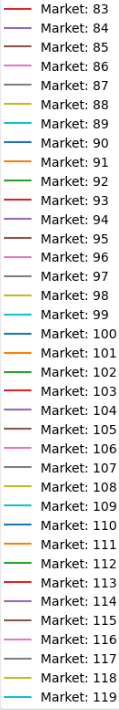 Market: 83
Market: 84
Market: 85
Market: 86
Market: 87
Market: 88
Market: 89
Market: 90
Market: 91
Market: 92
Market: 93
Market: 94
Market: 95
Market: 96
Market: 97
Market: 98
Market: 99
Market: 100
Market: 101
Market: 102
Market: 103
Market: 104
Market: 105
Market: 106
Market: 107
Market: 108
Market: 109
Market: 110
Market: 111
Market: 112
Market: 113
Market: 114
Market: 115
Market: 116
Market: 117
Market: 118
Market: 119